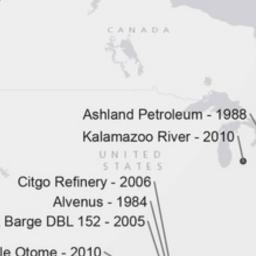 CANADA
Ashland Petroleum - 1988
Kalamazoo River - 2010
UNITED
STATES
Citgo Refinery - 2006
Alvenus - 1984
Barge DBL 152 - 2005
Otome - 2010